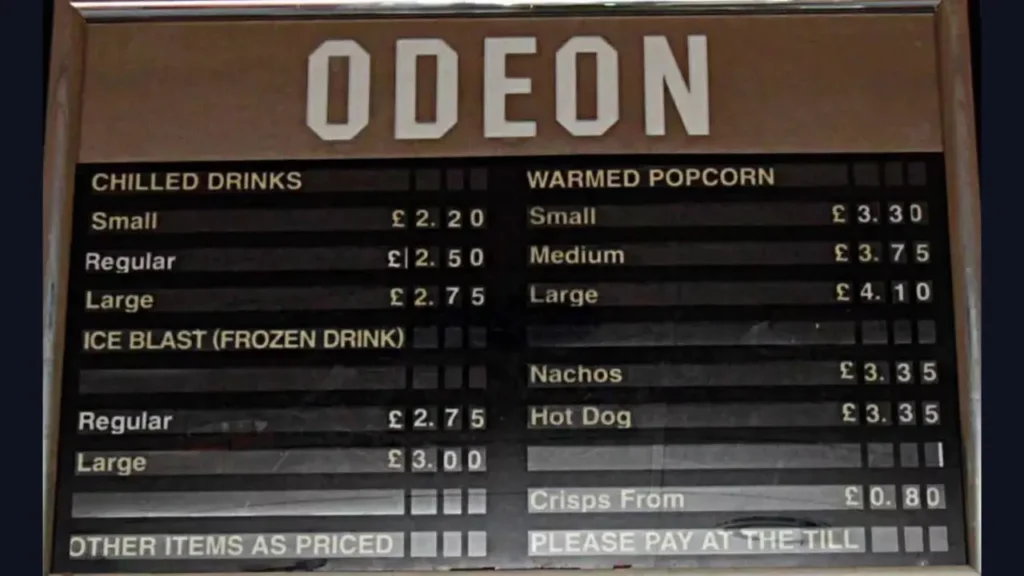 ODEON
CHILLED DRINKS
Small £2.20
Regular £2.50
Large £2.75
ICE BLAST (FROZEN DRINK)
Regular £2.75
Large £3.00
OTHER ITEMS AS PRICED
WARMED POPCORN
Small £3.30
Medium £3.75
Large £4.10
Nachos £3.35
Hot Dog £3.35
Crisps From £0.80
PLEASE PAY AT THE TILL